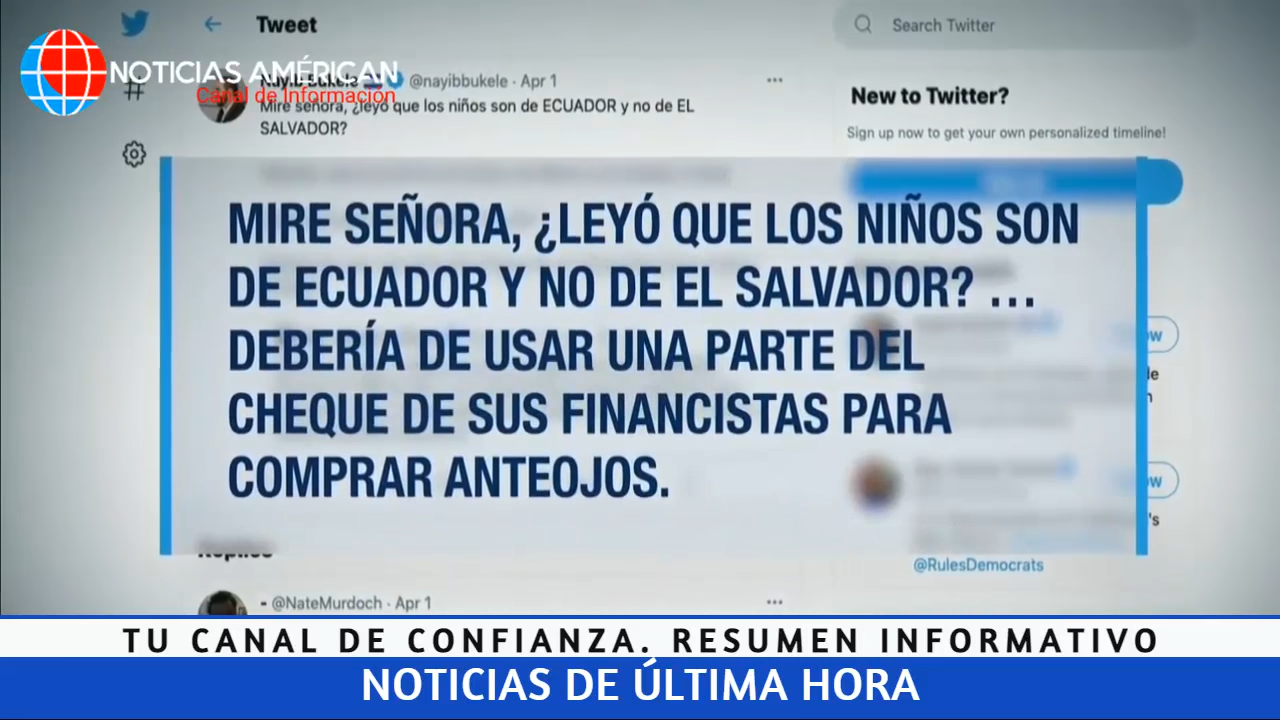 Tweet
Search Twitter
NOTICIAS AMÉRICAN
Canal de Información
Nayib Bukele @nayibbukele · Apr 1
Mire señora, ¿leyó que los niños son de ECUADOR y no de EL
SALVADOR?
New to Twitter?
Sign up now to get your own personalized timeline!
MIRE SEÑORA, ¿LEYÓ QUE LOS NIÑOS SON
DE ECUADOR Y NO DE EL SALVADOR? ...
DEBERÍA DE USAR UNA PARTE DEL
CHEQUE DE SUS FINANCISTAS PARA
COMPRAR ANTEOJOS.
Replies
@RulesDemocrats
- @NateMurdoch · Apr 1
TU CANAL DE CONFIANZA. RESUMEN INFORMATIVO
NOTICIAS DE ÚLTIMA HORA